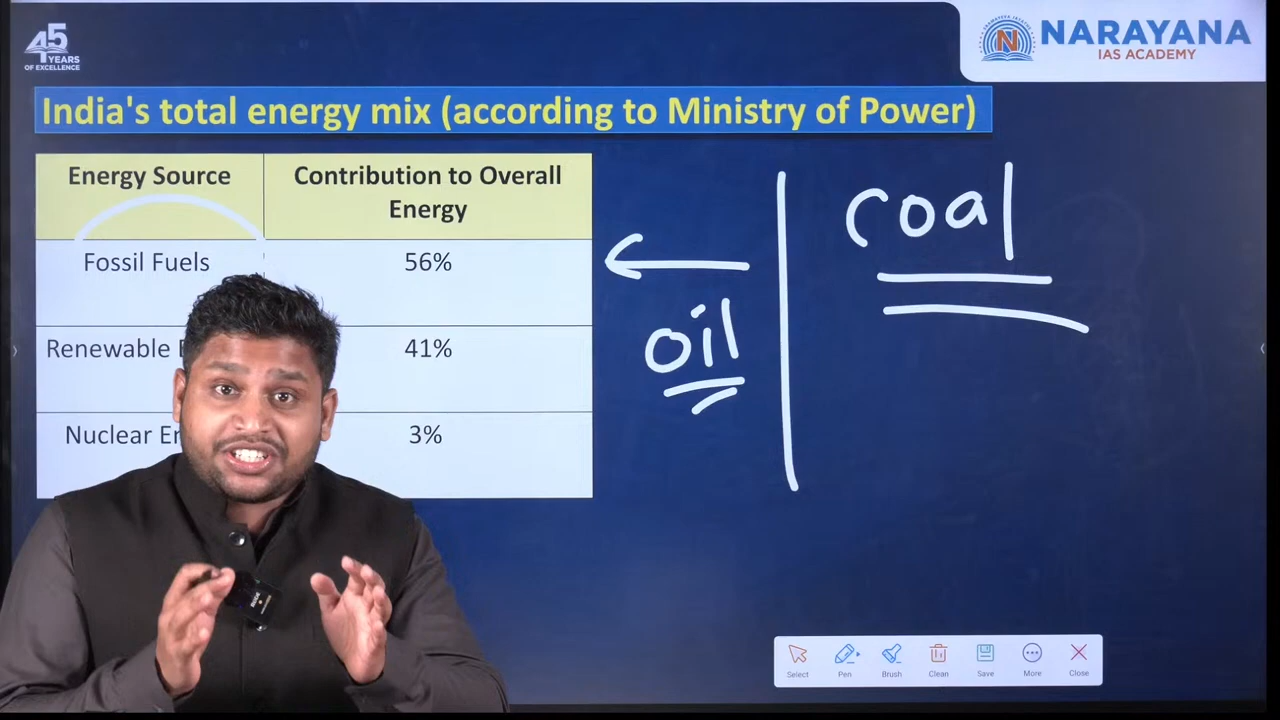 45
YEARS
OF EXCELLENCE
NARAYANA
IAS ACADEMY
India's total energy mix (according to Ministry of Power)
Energy Source
Contribution to Overall
Energy
Fossil Fuels
56%
Renewable
41%
Nuclear
3%
oil
coal
Select
Pen
Brush
Clean
Save
More
Close